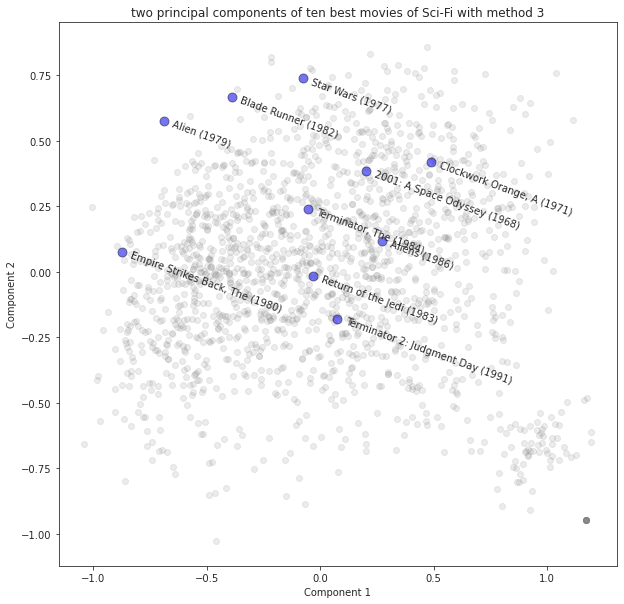 two principal components of ten best movies of Sci-Fi with method 3
Component 2
0.75
0.50
0.25
0.00
−0.25
−0.50
−0.75
−1.00
Star Wars (1977)
Blade Runner (1982)
Alien (1979)
Clockwork Orange, A (1971)
2001: A Space Odyssey (1968)
Terminator, The (1984)
Aliens (1986)
Empire Strikes Back, The (1980)
Return of the Jedi (1983)
Terminator 2: Judgment Day (1991)
−1.0
−0.5
0.0
0.5
1.0
Component 1